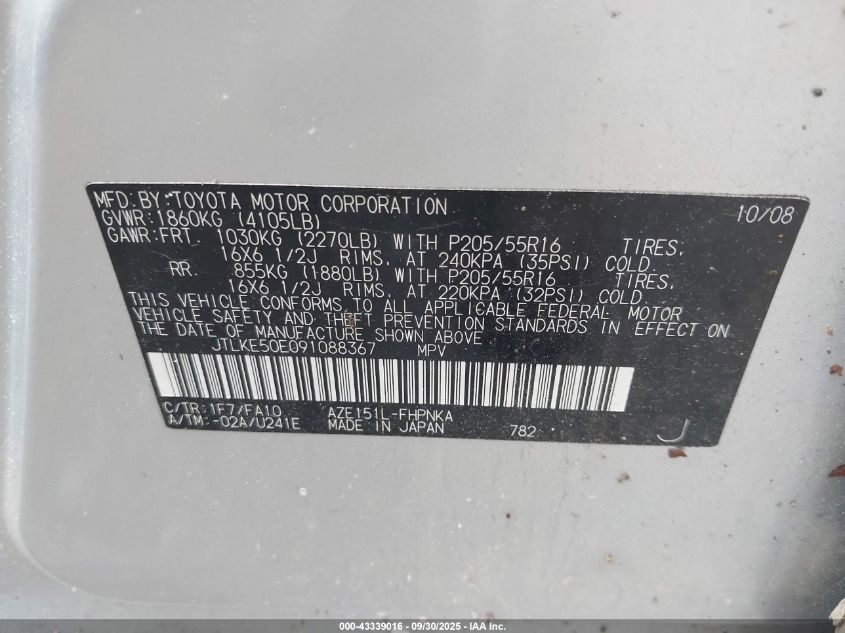 MFD.BY:TOYOTA MOTOR CORPORATION 10/08
GVWR:1860KG (4105LB)
GAWR:FRT. 1030KG (2270LB) WITH P205/55R16 TIRES,
16X6 1/2J RIMS, AT 240KPA (35PSI) COLD
RR. 855KG (1880LB) WITH P205/55R16 TIRES,
16X6 1/2J RIMS, AT 220KPA (32PSI) COLD
THIS VEHICLE CONFORMS TO ALL APPLICABLE FEDERAL MOTOR
VEHICLE SAFETY AND THEFT PREVENTION STANDARDS IN EFFECT ON
THE DATE OF MANUFACTURE SHOWN ABOVE.
JTLKE50E091088367 MPV
C/TR:1F7/FA10 AZE151L-FHPNKA
A/TM:-02A/U241E MADE IN JAPAN 782 J
000-43339016 - 09/30/2025 - IAA Inc.